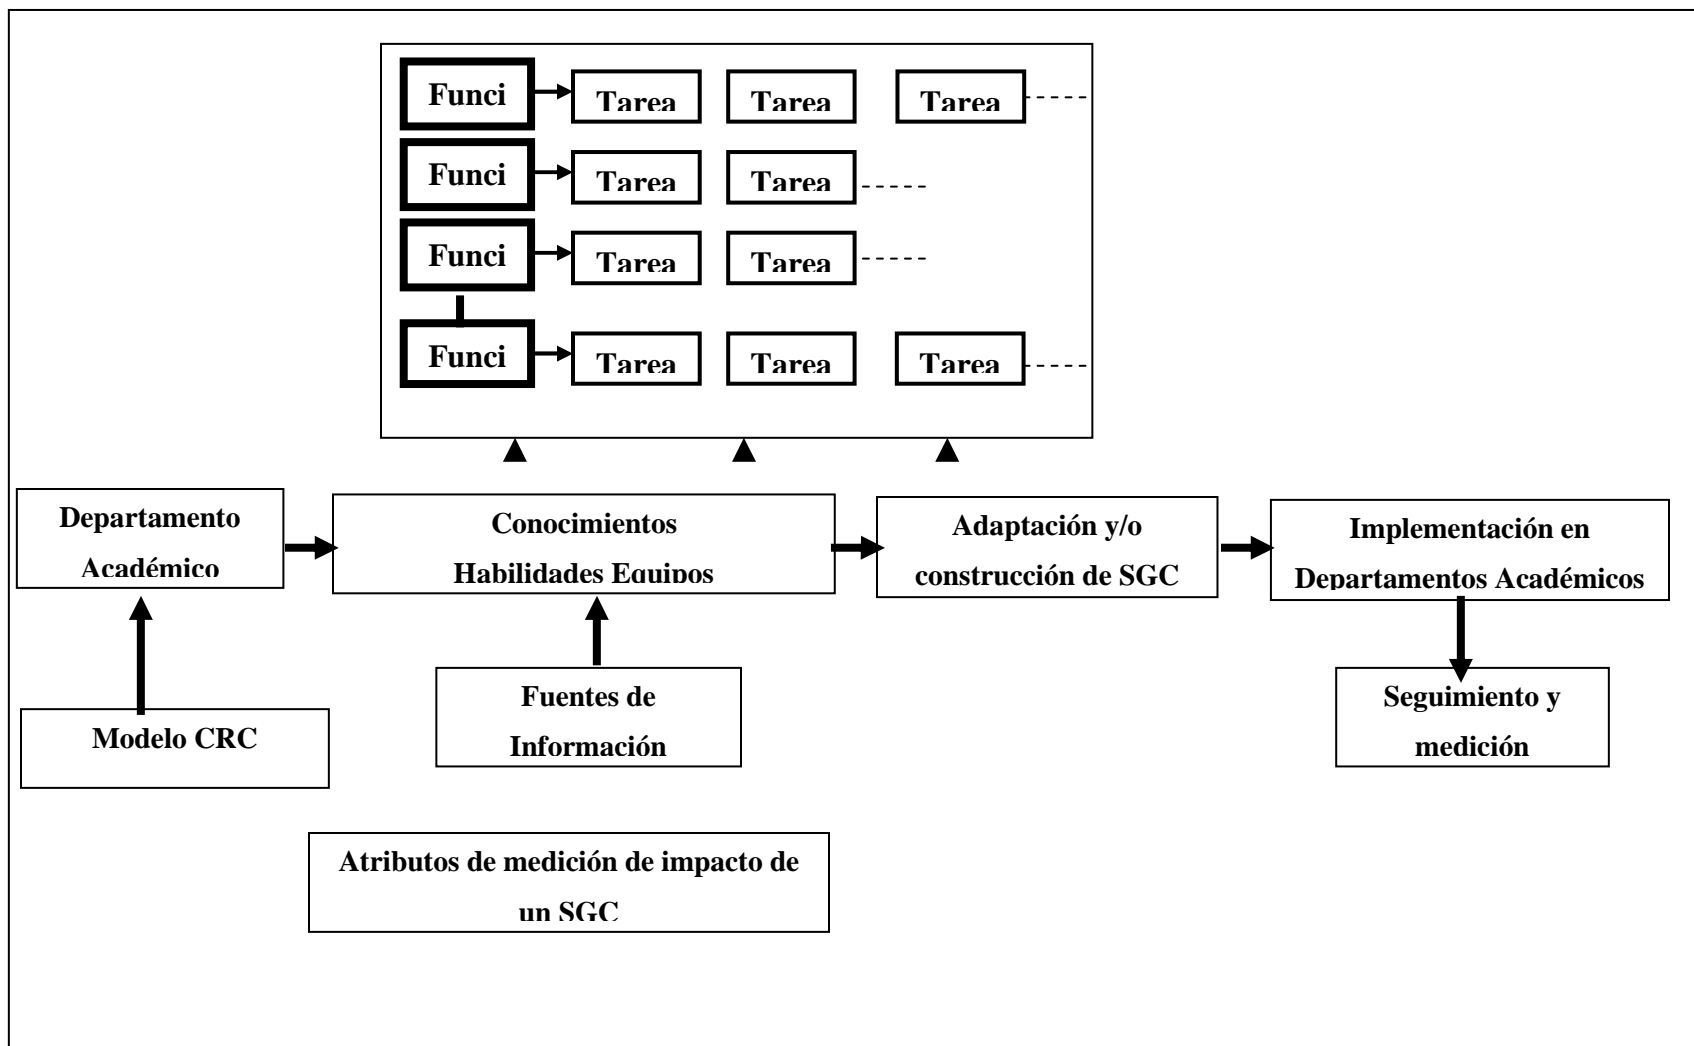 Funci
Tarea
Tarea
Tarea
Funci
Tarea
Tarea
Funci
Tarea
Tarea
Funci
Tarea
Tarea
Tarea
Departamento
Académico
Conocimientos
Habilidades Equipos
Adaptación y/o
construcción de SGC
Implementación en
Departamentos Académicos
Modelo CRC
Fuentes de
Información
Seguimiento y
medición
Atributos de medición de impacto de
un SGC